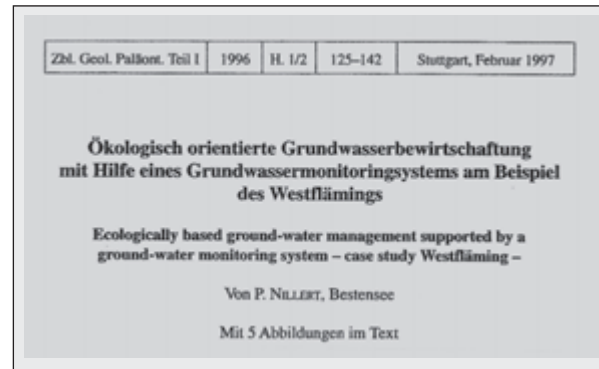 Zbl. Geol. Paläont. Teil I 1996 H. 1/2 125–142 Stuttgart, Februar 1997
Ökologisch orientierte Grundwasserbewirtschaftung
mit Hilfe eines Grundwassermonitoringsystems am Beispiel
des Westflämings
Ecologically based ground-water management supported by a
ground-water monitoring system – case study Westfläming –
Von P. NILLERT, Bestensee
Mit 5 Abbildungen im Text